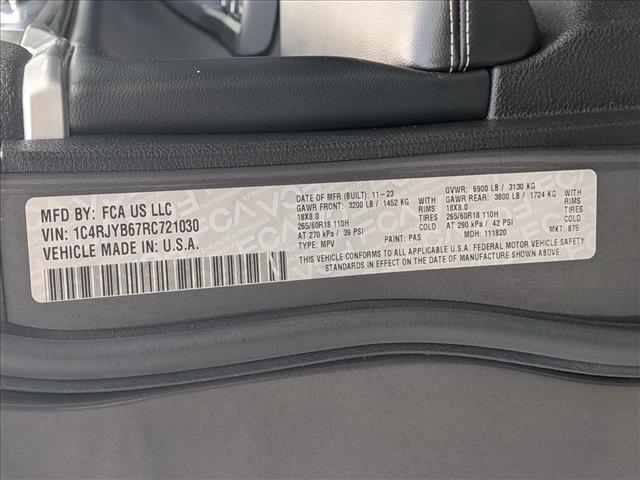 MFD BY: FCA US LLC
VIN: 1C4RJYB67RC721030
VEHICLE MADE IN: U.S.A.
DATE OF MFR (BUILT): 11-23
GAWR FRONT: 3200 LB / 1452 KG
18X8.0 RIMS
265/60R18 110H TIRES
AT 270 kPa / 39 PSI COLD
TYPE: MPV PAINT: PAS
GVWR: 6900 LB / 3130 KG
GAWR REAR: 3800 LB / 1724 KG
WITH
18X8.0 RIMS
265/60R18 110H TIRES
AT 290 kPa / 42 PSI COLD
MDH: 111820 MKT: 875
THIS VEHICLE CONFORMS TO ALL APPLICABLE U.S.A. FEDERAL MOTOR VEHICLE SAFETY
STANDARDS IN EFFECT ON THE DATE OF MANUFACTURE SHOWN ABOVE.